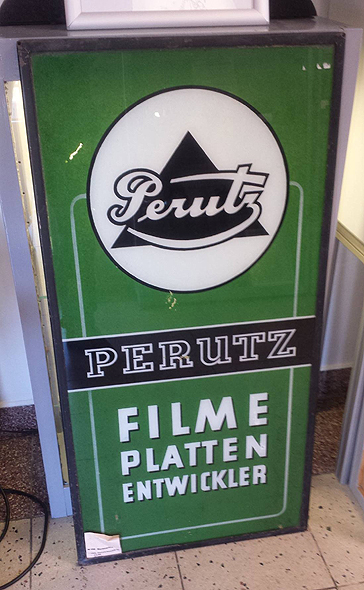 Perutz
PERUTZ
FILME
PLATTEN
ENTWICKLER